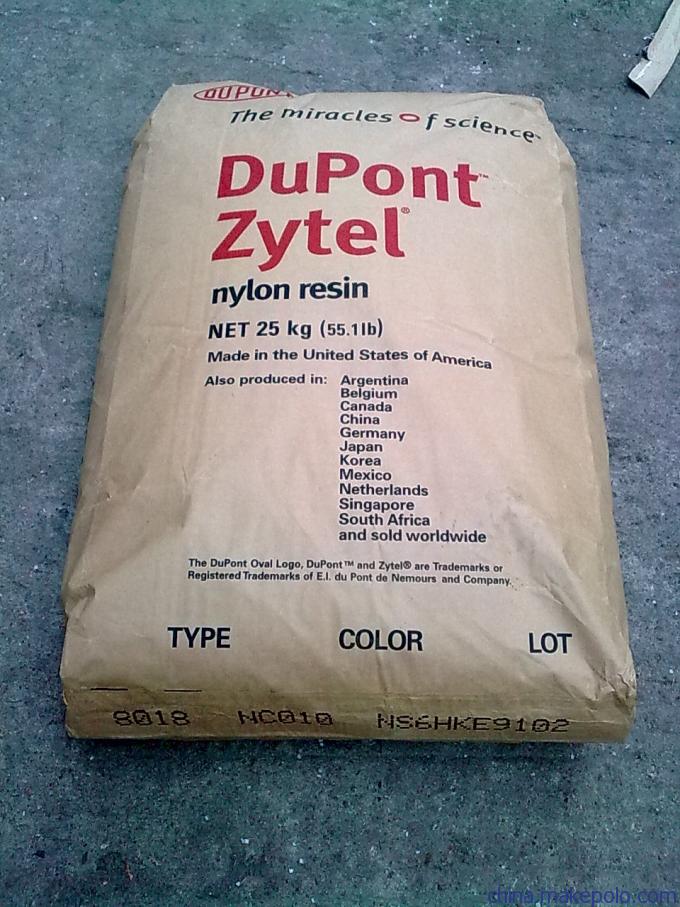 DUPONT
The miracles of science™
DuPont™
Zytel®
nylon resin
NET 25 kg (55.1lb)
Made in the United States of America
Also produced in: Argentina
Belgium
Canada
China
Germany
Japan
Korea
Mexico
Netherlands
Singapore
South Africa
and sold worldwide
The DuPont Oval Logo, DuPont™ and Zytel® are Trademarks or
Registered Trademarks of E.I. du Pont de Nemours and Company.
TYPE COLOR LOT
8018 NC010 NS6HKE9102
china.makepolo.com